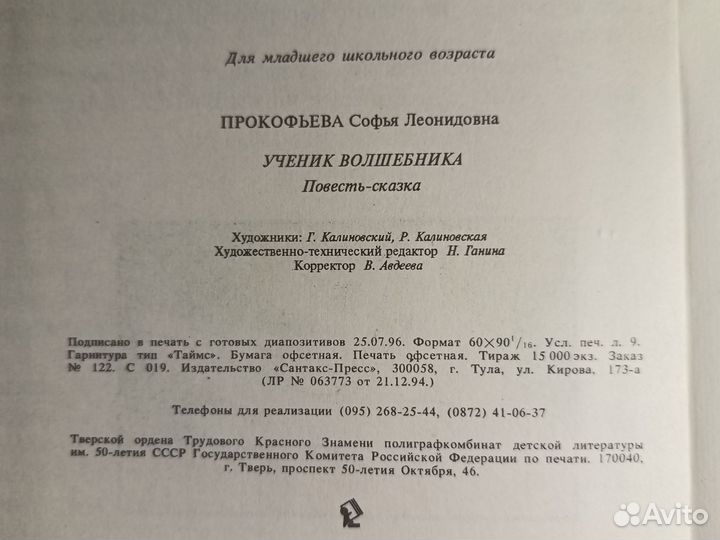 Для младшего школьного возраста
ПРОКОФЬЕВА Софья Леонидовна
УЧЕНИК ВОЛШЕБНИКА
Повесть-сказка
Художники: Г. Калиновский, Р. Калиновская
Художественно-технический редактор Н. Ганина
Корректор В. Авдеева
Подписано в печать с готовых диапозитивов 25.07.96. Формат 60×90¹/₁₆. Усл. печ. л. 9.
Гарнитура тип «Таймс». Бумага офсетная. Печать офсетная. Тираж 15 000 экз. Заказ
№ 122. С 019. Издательство «Сантакс-Пресс», 300058, г. Тула, ул. Кирова, 173-а
(ЛР № 063773 от 21.12.94.)
Телефоны для реализации (095) 268-25-44, (0872) 41-06-37
Тверской ордена Трудового Красного Знамени полиграфкомбинат детской литературы
им. 50-летия СССР Государственного Комитета Российской Федерации по печати. 170040,
г. Тверь, проспект 50-летия Октября, 46.
Avito